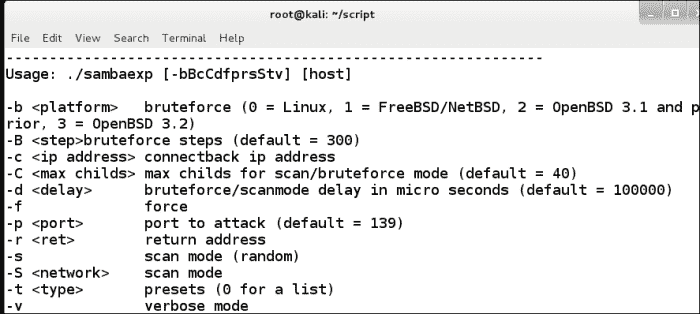 root@kali: ~/script
File Edit View Search Terminal Help
--------------------------------------------------------------
Usage: ./sambaexp [-bBcCdfprsStv] [host]
-b <platform>   bruteforce (0 = Linux, 1 = FreeBSD/NetBSD, 2 = OpenBSD 3.1 and p
rior, 3 = OpenBSD 3.2)
-B <step>bruteforce steps (default = 300)
-c <ip address> connectback ip address
-C <max childs> max childs for scan/bruteforce mode (default = 40)
-d <delay>      bruteforce/scanmode delay in micro seconds (default = 100000)
-f              force
-p <port>       port to attack (default = 139)
-r <ret>        return address
-s              scan mode (random)
-S <network>    scan mode
-t <type>       presets (0 for a list)
-v              verbose mode